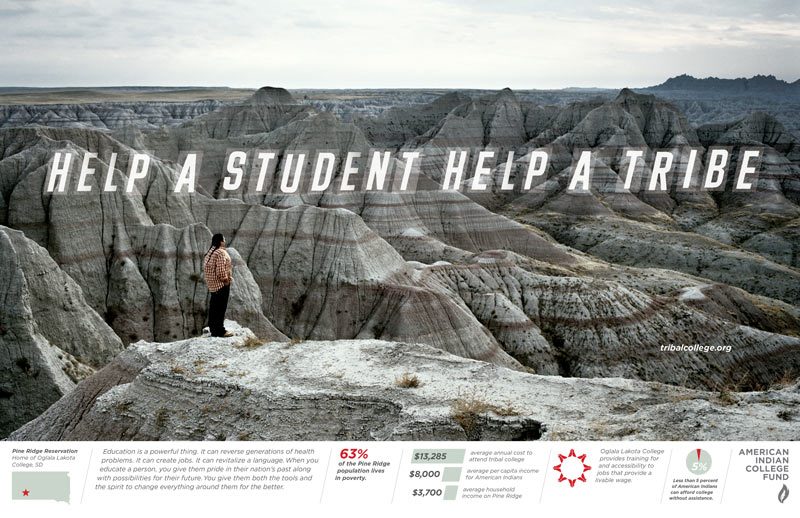 HELP A STUDENT HELP A TRIBE
tribalcollege.org
Pine Ridge Reservation
Home of Oglala Lakota
College, SD
Education is a powerful thing. It can reverse generations of health
problems. It can create jobs. It can revitalize a language. When you
educate a person, you give them pride in their nation's past along
with possibilities for their future. You give them both the tools and
the spirit to change everything around them for the better.
63%
of the Pine Ridge
population lives
in poverty.
$13,285
average annual cost to
attend tribal college
$8,000
average per capita income
for American Indians
$3,700
average household
income on Pine Ridge
Oglala Lakota College
provides training for
and accessibility to
jobs that provide a
livable wage.
5%
Less than 5 percent
of American Indians
can afford college
without assistance.
AMERICAN
INDIAN
COLLEGE
FUND